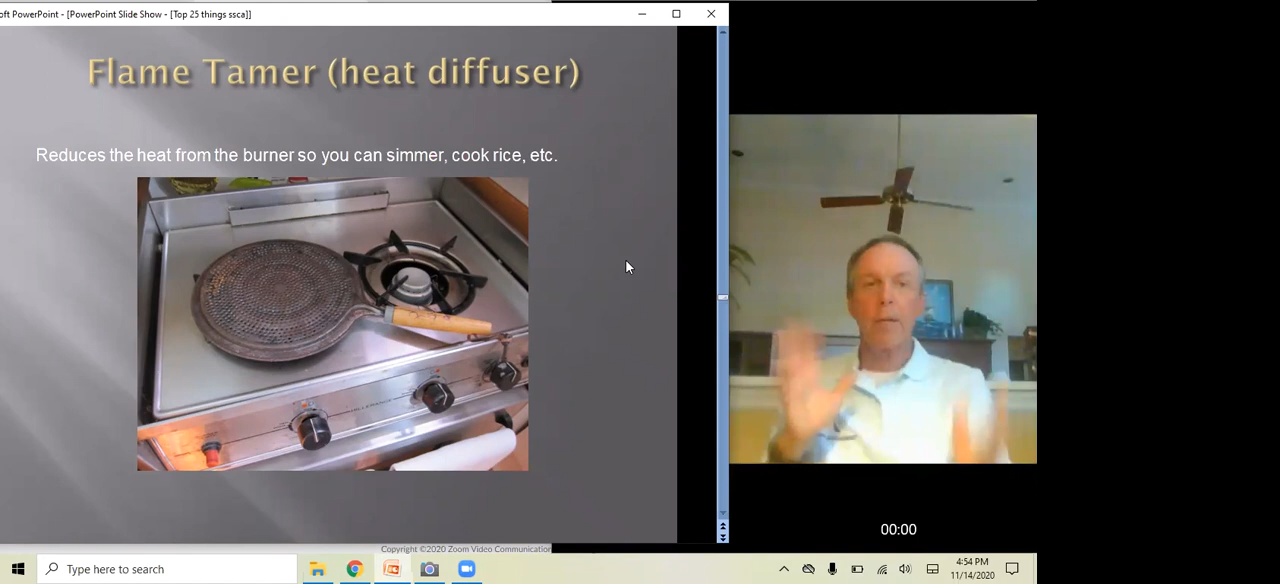 oft PowerPoint - [PowerPoint Slide Show - [Top 25 things ssca]]
Flame Tamer (heat diffuser)
Reduces the heat from the burner so you can simmer, cook rice, etc.
00:00
Copyright ©2020 Zoom Video Communication
Type here to search
4:54 PM
11/14/2020